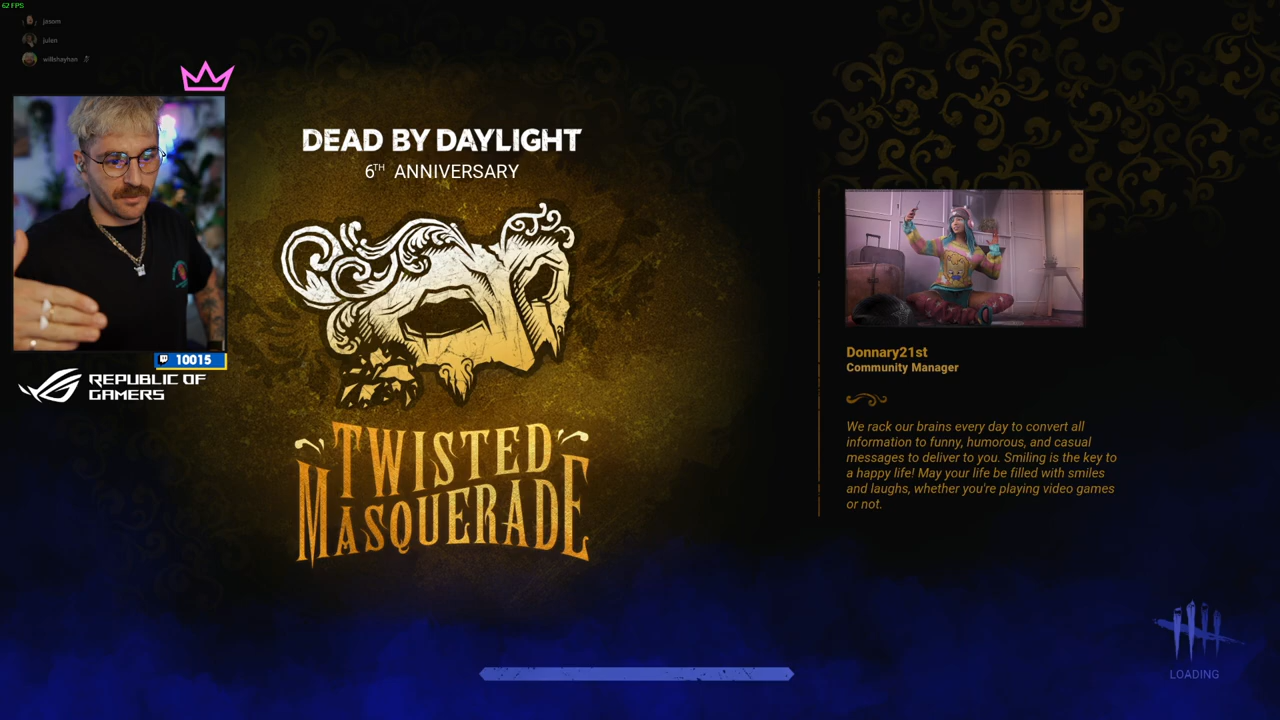 62 FPS
jasom
julen
willshayhan
DEAD BY DAYLIGHT
6TH ANNIVERSARY
TWISTED
MASQUERADE
10015
REPUBLIC OF
GAMERS
Donnary21st
Community Manager
We rack our brains every day to convert all
information to funny, humorous, and casual
messages to deliver to you. Smiling is the key to
a happy life! May your life be filled with smiles
and laughs, whether you're playing video games
or not.
LOADING